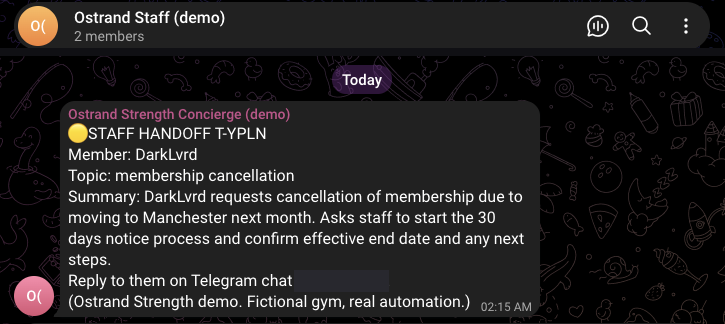 O(
Ostrand Staff (demo)
2 members
Today
Ostrand Strength Concierge (demo)
🟡STAFF HANDOFF T-YPLN
Member: DarkLvrd
Topic: membership cancellation
Summary: DarkLvrd requests cancellation of membership due to
moving to Manchester next month. Asks staff to start the 30
days notice process and confirm effective end date and any next
steps.
Reply to them on Telegram chat
(Ostrand Strength demo. Fictional gym, real automation.) 02:15 AM
O(